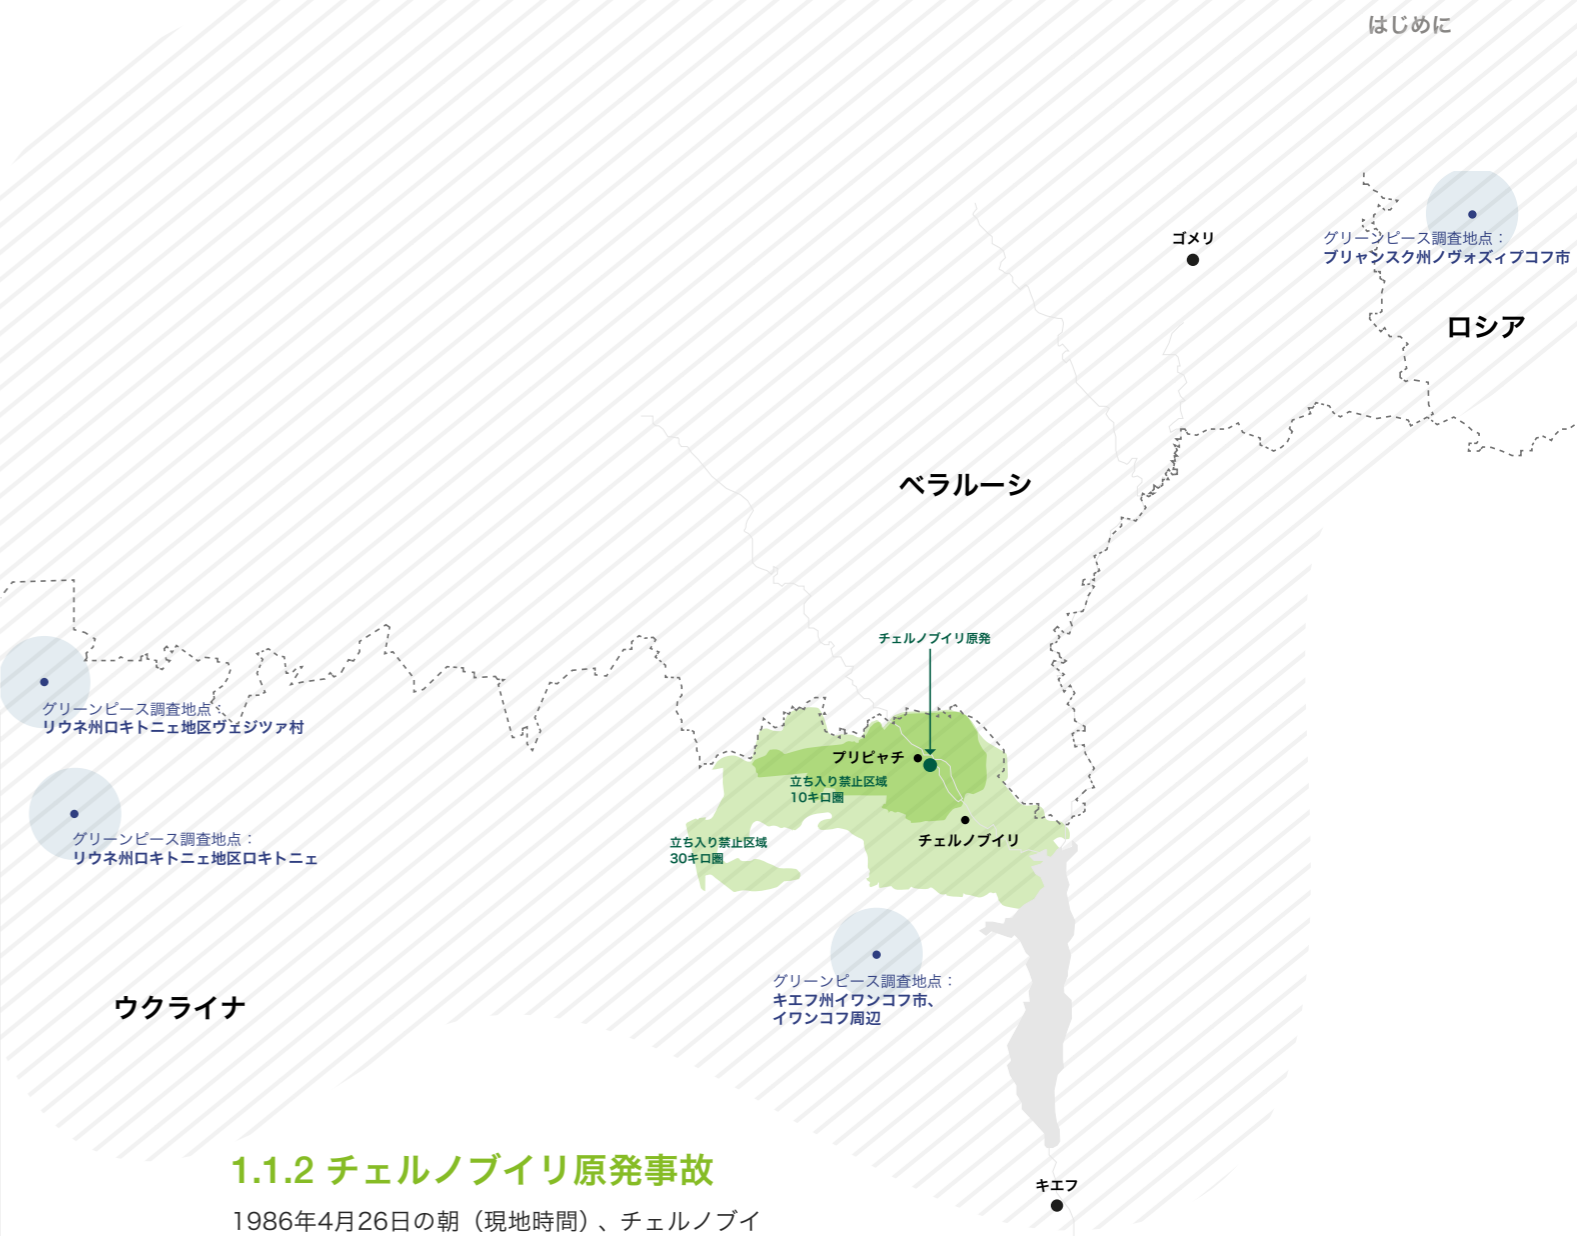 はじめに
ゴメリ
グリーンピース調査地点：
ブリャンスク州ノヴォズィプコフ市
ロシア
ベラルーシ
チェルノブイリ原発
グリーンピース調査地点：
リウネ州ロキトニェ地区ヴェジツァ村
プリピャチ
立ち入り禁止区域
10キロ圏
グリーンピース調査地点：
リウネ州ロキトニェ地区ロキトニェ
立ち入り禁止区域
30キロ圏
チェルノブイリ
グリーンピース調査地点：
キエフ州イワンコフ市、
イワンコフ周辺
ウクライナ
1.1.2 チェルノブイリ原発事故
キエフ
1986年4月26日の朝（現地時間）、チェルノブイ